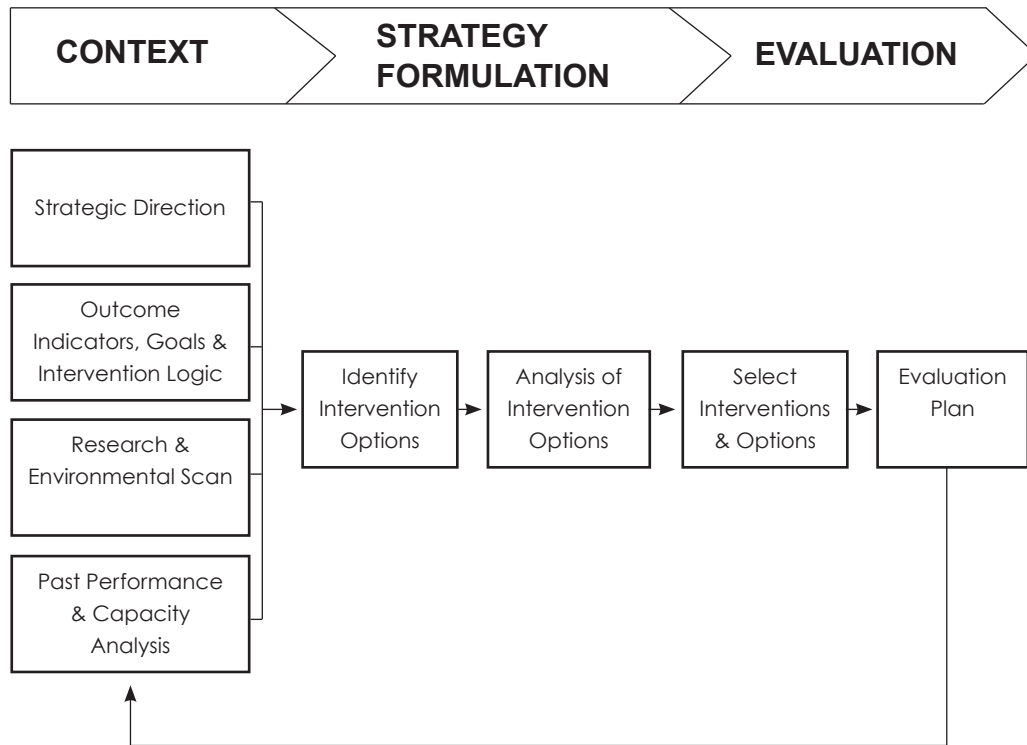 CONTEXT
STRATEGY
FORMULATION
EVALUATION
Strategic Direction
Outcome
Indicators, Goals &
Intervention Logic
Research &
Environmental Scan
Past Performance
& Capacity
Analysis
Identify
Intervention
Options
Analysis of
Intervention
Options
Select
Interventions
& Options
Evaluation
Plan